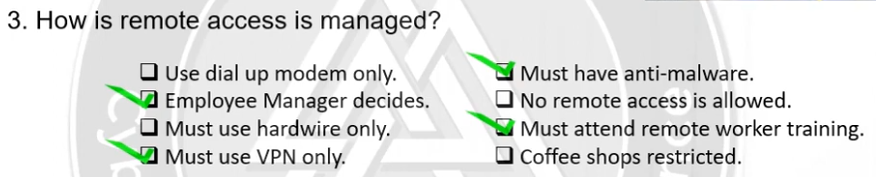 3. How is remote access is managed?
Use dial up modem only.
Employee Manager decides.
Must use hardwire only.
Must use VPN only.
Must have anti-malware.
No remote access is allowed.
Must attend remote worker training.
Coffee shops restricted.